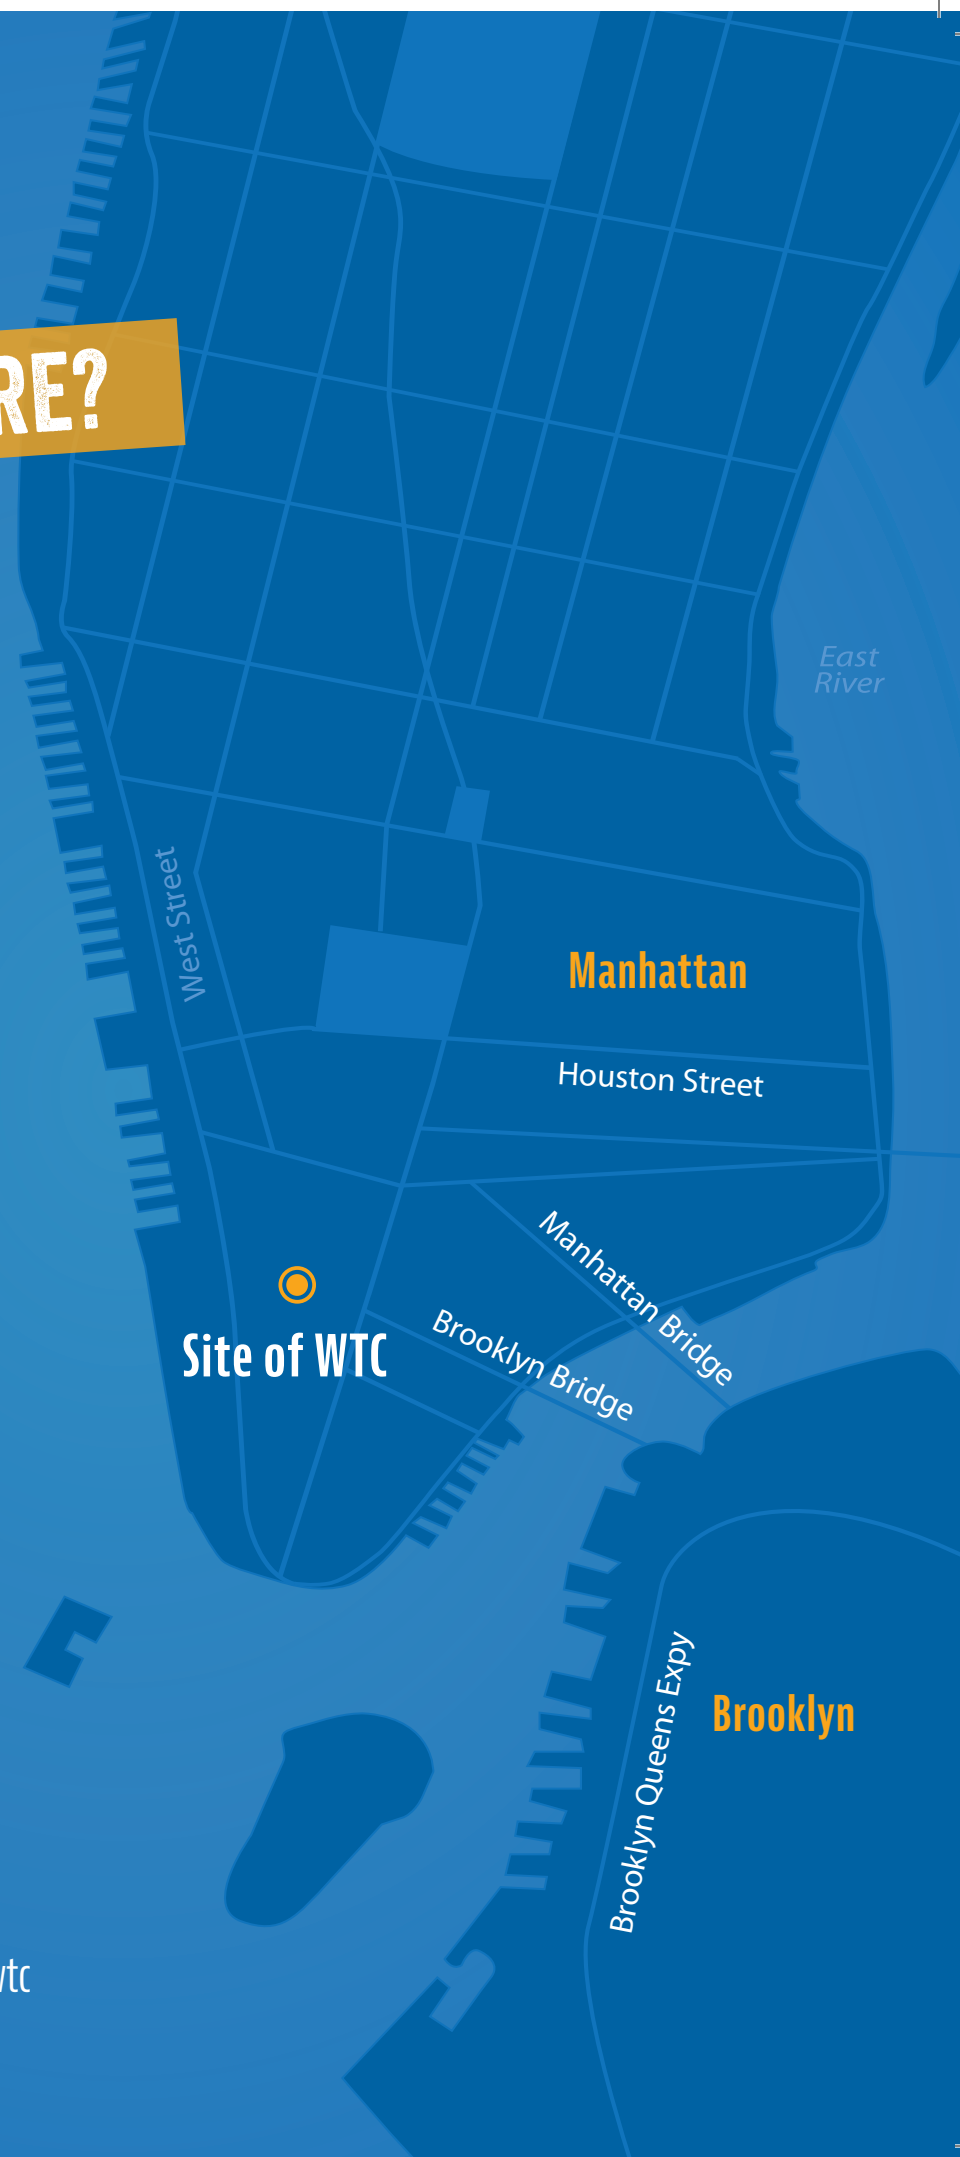 RE?
East
River
West Street
Manhattan
Houston Street
Manhattan Bridge
Brooklyn Bridge
Site of WTC
Brooklyn Queens Expy
Brooklyn
wtc